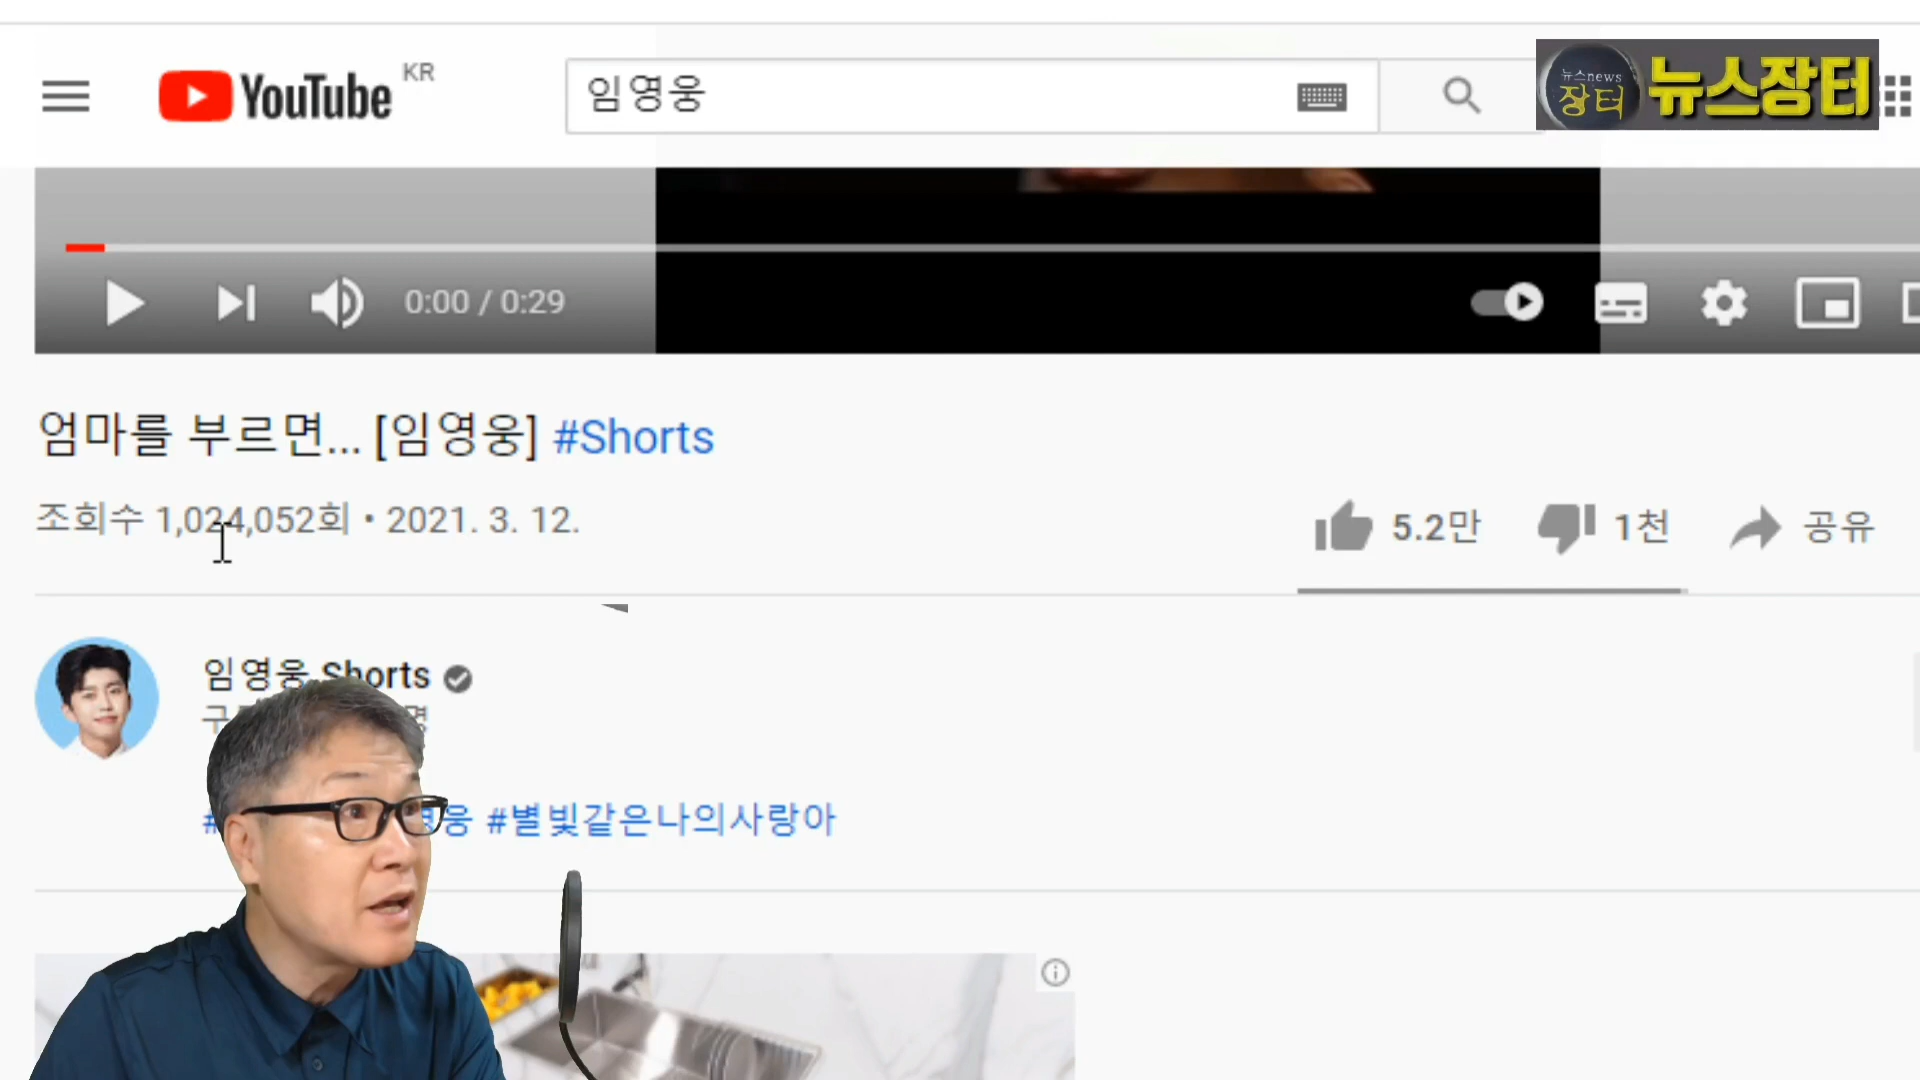 YouTube KR
임영웅
뉴스news
장터
뉴스장터
0:00 / 0:29
엄마를 부르면... [임영웅] #Shorts
조회수 1,024,052회 • 2021. 3. 12.
5.2만
1천
공유
임영웅 Shorts
#별빛같은나의사랑아